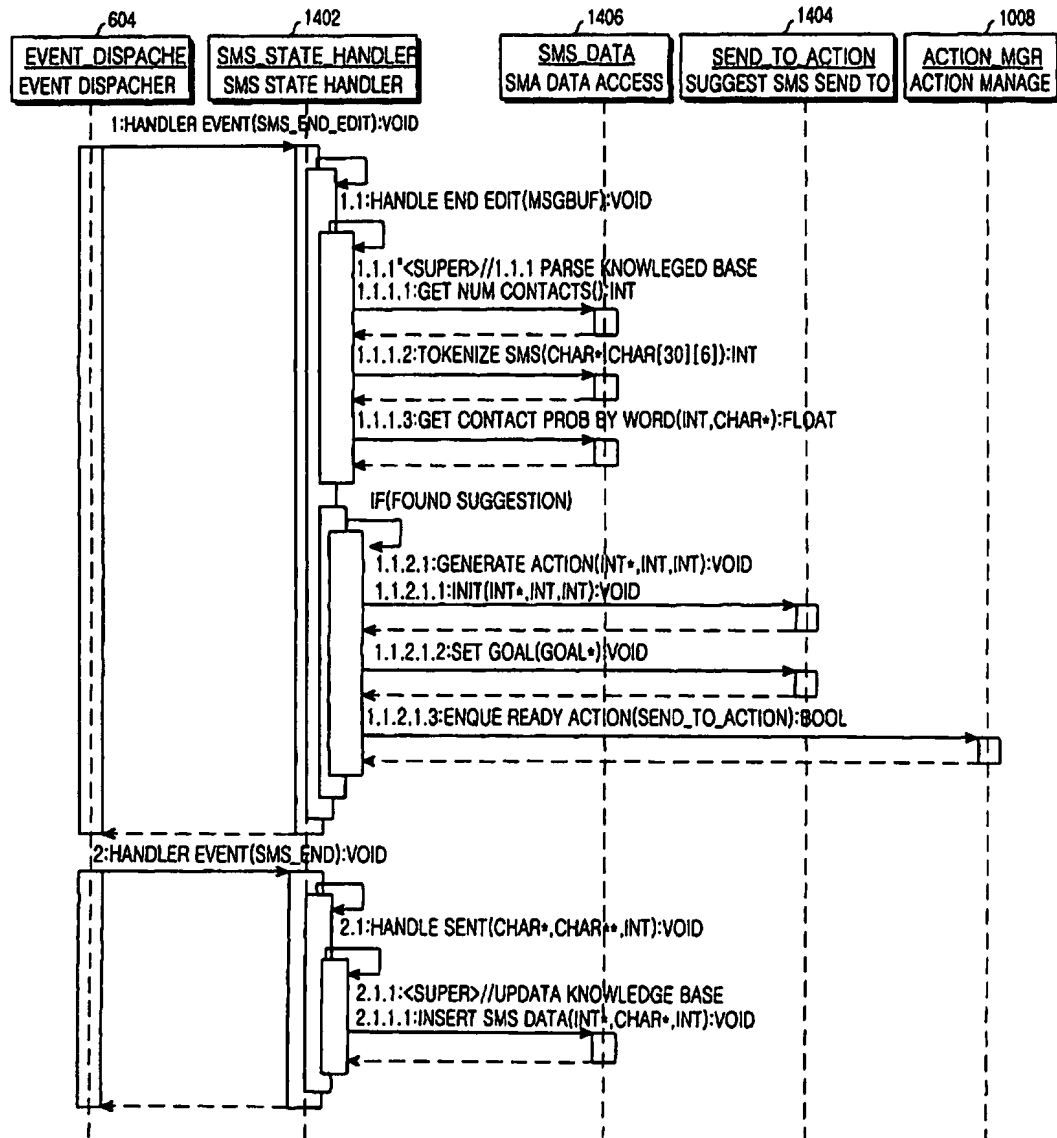 604
1402
1406
1404
1008
EVENT_DISPACHE
EVENT DISPACHER
SMS_STATE_HANDLER
SMS STATE HANDLER
SMS_DATA
SMA DATA ACCESS
SEND_TO_ACTION
SUGGEST SMS SEND TO
ACTION_MGR
ACTION MANAGE
1:HANDLER EVENT(SMS_END_EDIT):VOID
1.1:HANDLE END EDIT(MSGBUF):VOID
1.1.1"<SUPER>//1.1.1 PARSE KNOWLEGED BASE
1.1.1.1:GET NUM CONTACTS():INT
1.1.1.2:TOKENIZE SMS(CHAR*,CHAR[30][6]):INT
1.1.1.3:GET CONTACT PROB BY WORD(INT,CHAR*):FLOAT
IF(FOUND SUGGESTION)
1.1.2.1:GENERATE ACTION(INT*,INT,INT):VOID
1.1.2.1.1:INIT(INT*,INT,INT):VOID
1.1.2.1.2:SET GOAL(GOAL*):VOID
1.1.2.1.3:ENQUE READY ACTION(SEND_TO_ACTION):BOOL
2:HANDLER EVENT(SMS_END):VOID
2.1:HANDLE SENT(CHAR*,CHAR**,INT):VOID
2.1.1:<SUPER>//UPDATA KNOWLEDGE BASE
2.1.1.1:INSERT SMS DATA(INT*,CHAR*,INT):VOID